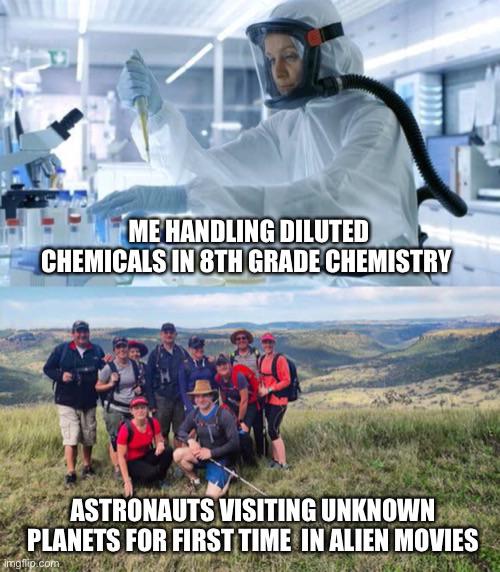 ME HANDLING DILUTED
CHEMICALS IN 8TH GRADE CHEMISTRY
ASTRONAUTS VISITING UNKNOWN
PLANETS FOR FIRST TIME IN ALIEN MOVIES
imgflip.com